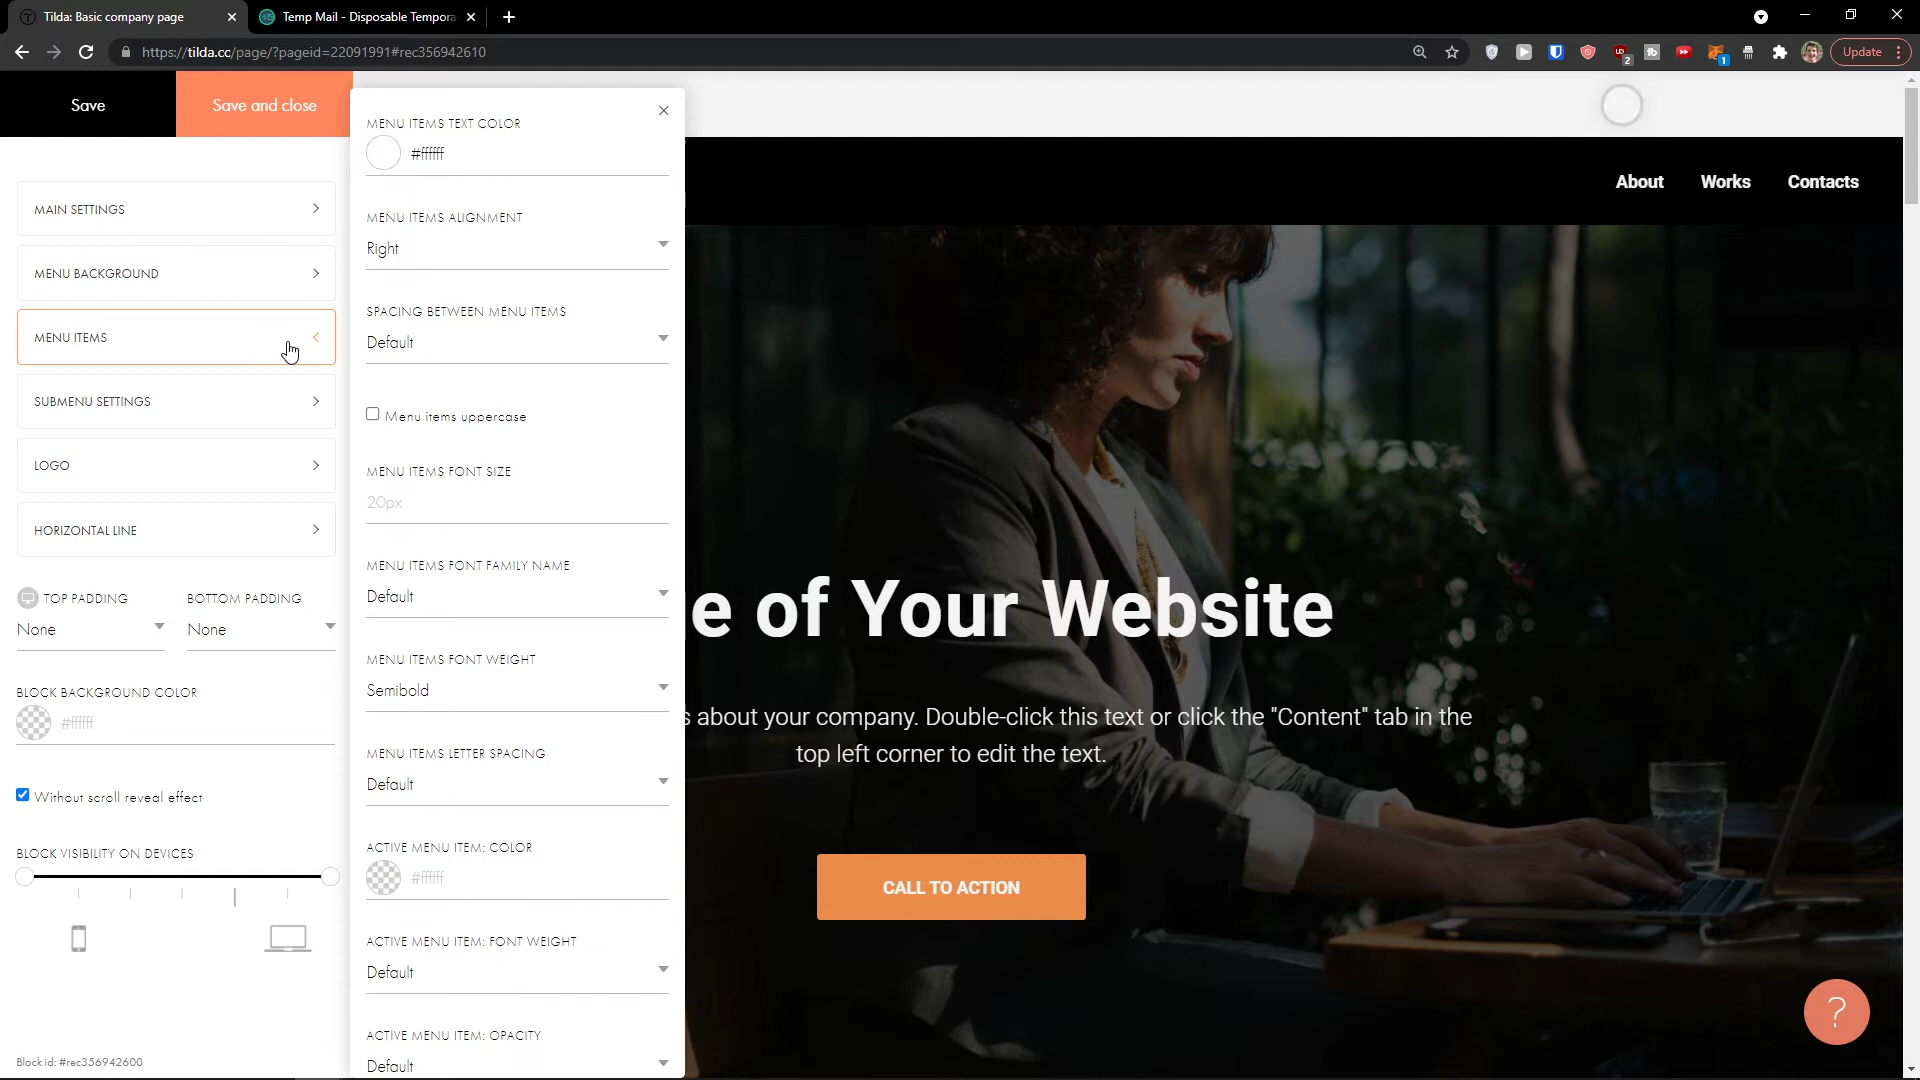 Tilda: Basic company page
Temp Mail - Disposable Tempora
https://tilda.cc/page/?pageid=22091991#rec356942610
2
1
Update
Save
Save and close
MAIN SETTINGS
MENU BACKGROUND
MENU ITEMS
SUBMENU SETTINGS
LOGO
HORIZONTAL LINE
TOP PADDING
BOTTOM PADDING
None
None
BLOCK BACKGROUND COLOR
#ffffff
Without scroll reveal effect
BLOCK VISIBILITY ON DEVICES
Block id: #rec356942600
MENU ITEMS TEXT COLOR
#ffffff
MENU ITEMS ALIGNMENT
Right
SPACING BETWEEN MENU ITEMS
Default
Menu items uppercase
MENU ITEMS FONT SIZE
20px
MENU ITEMS FONT FAMILY NAME
Default
MENU ITEMS FONT WEIGHT
Semibold
MENU ITEMS LETTER SPACING
Default
ACTIVE MENU ITEM: COLOR
#ffffff
ACTIVE MENU ITEM: FONT WEIGHT
Default
ACTIVE MENU ITEM: OPACITY
Default
About
Works
Contacts
e of Your Website
s about your company. Double-click this text or click the "Content" tab in the
top left corner to edit the text.
CALL TO ACTION
?